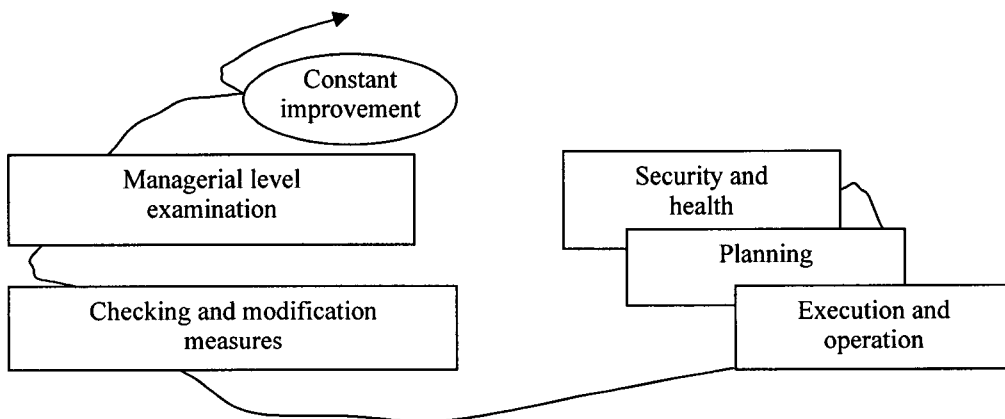 Constant
improvement
Managerial level
examination
Security and
health
Planning
Checking and modification
measures
Execution and
operation